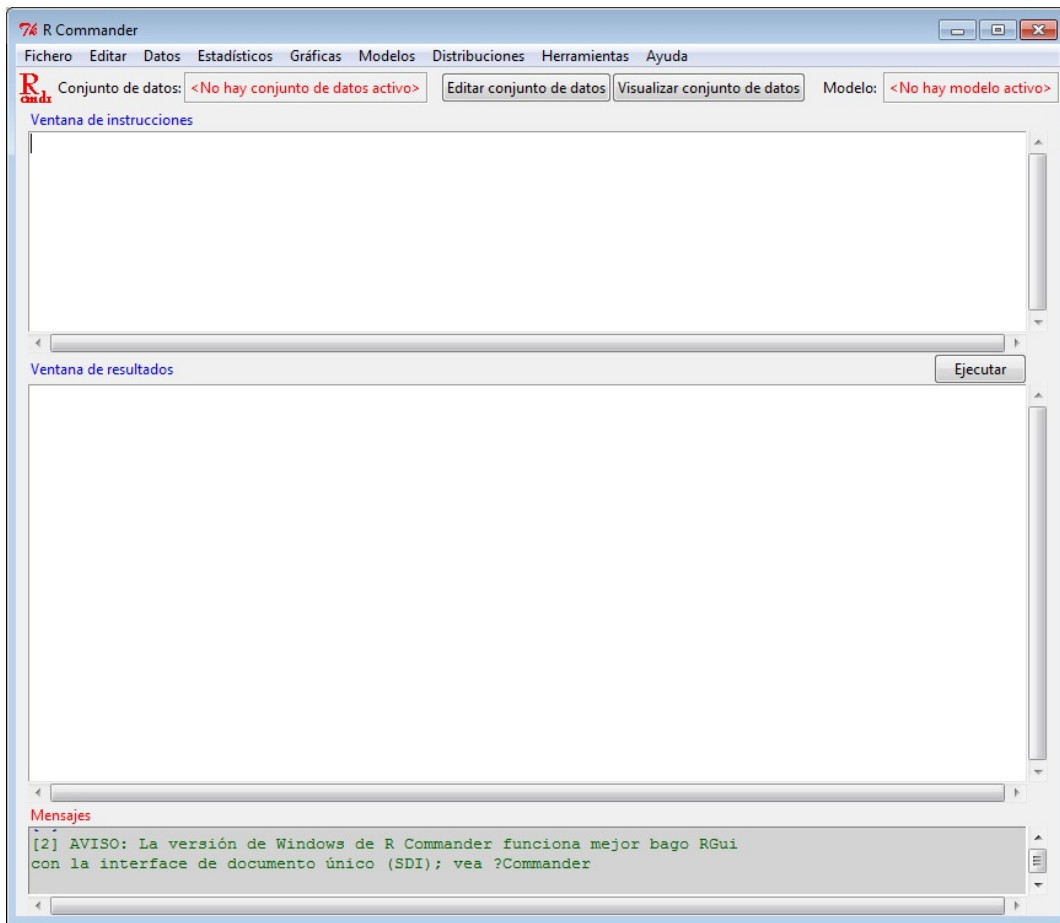 R Commander
Fichero Editar Datos Estadísticos Gráficas Modelos Distribuciones Herramientas Ayuda
R cmdr Conjunto de datos: <No hay conjunto de datos activo> Editar conjunto de datos Visualizar conjunto de datos Modelo: <No hay modelo activo>
Ventana de instrucciones
Ventana de resultados Ejecutar
Mensajes
[2] AVISO: La versión de Windows de R Commander funciona mejor bago RGui
con la interface de documento único (SDI); vea ?Commander